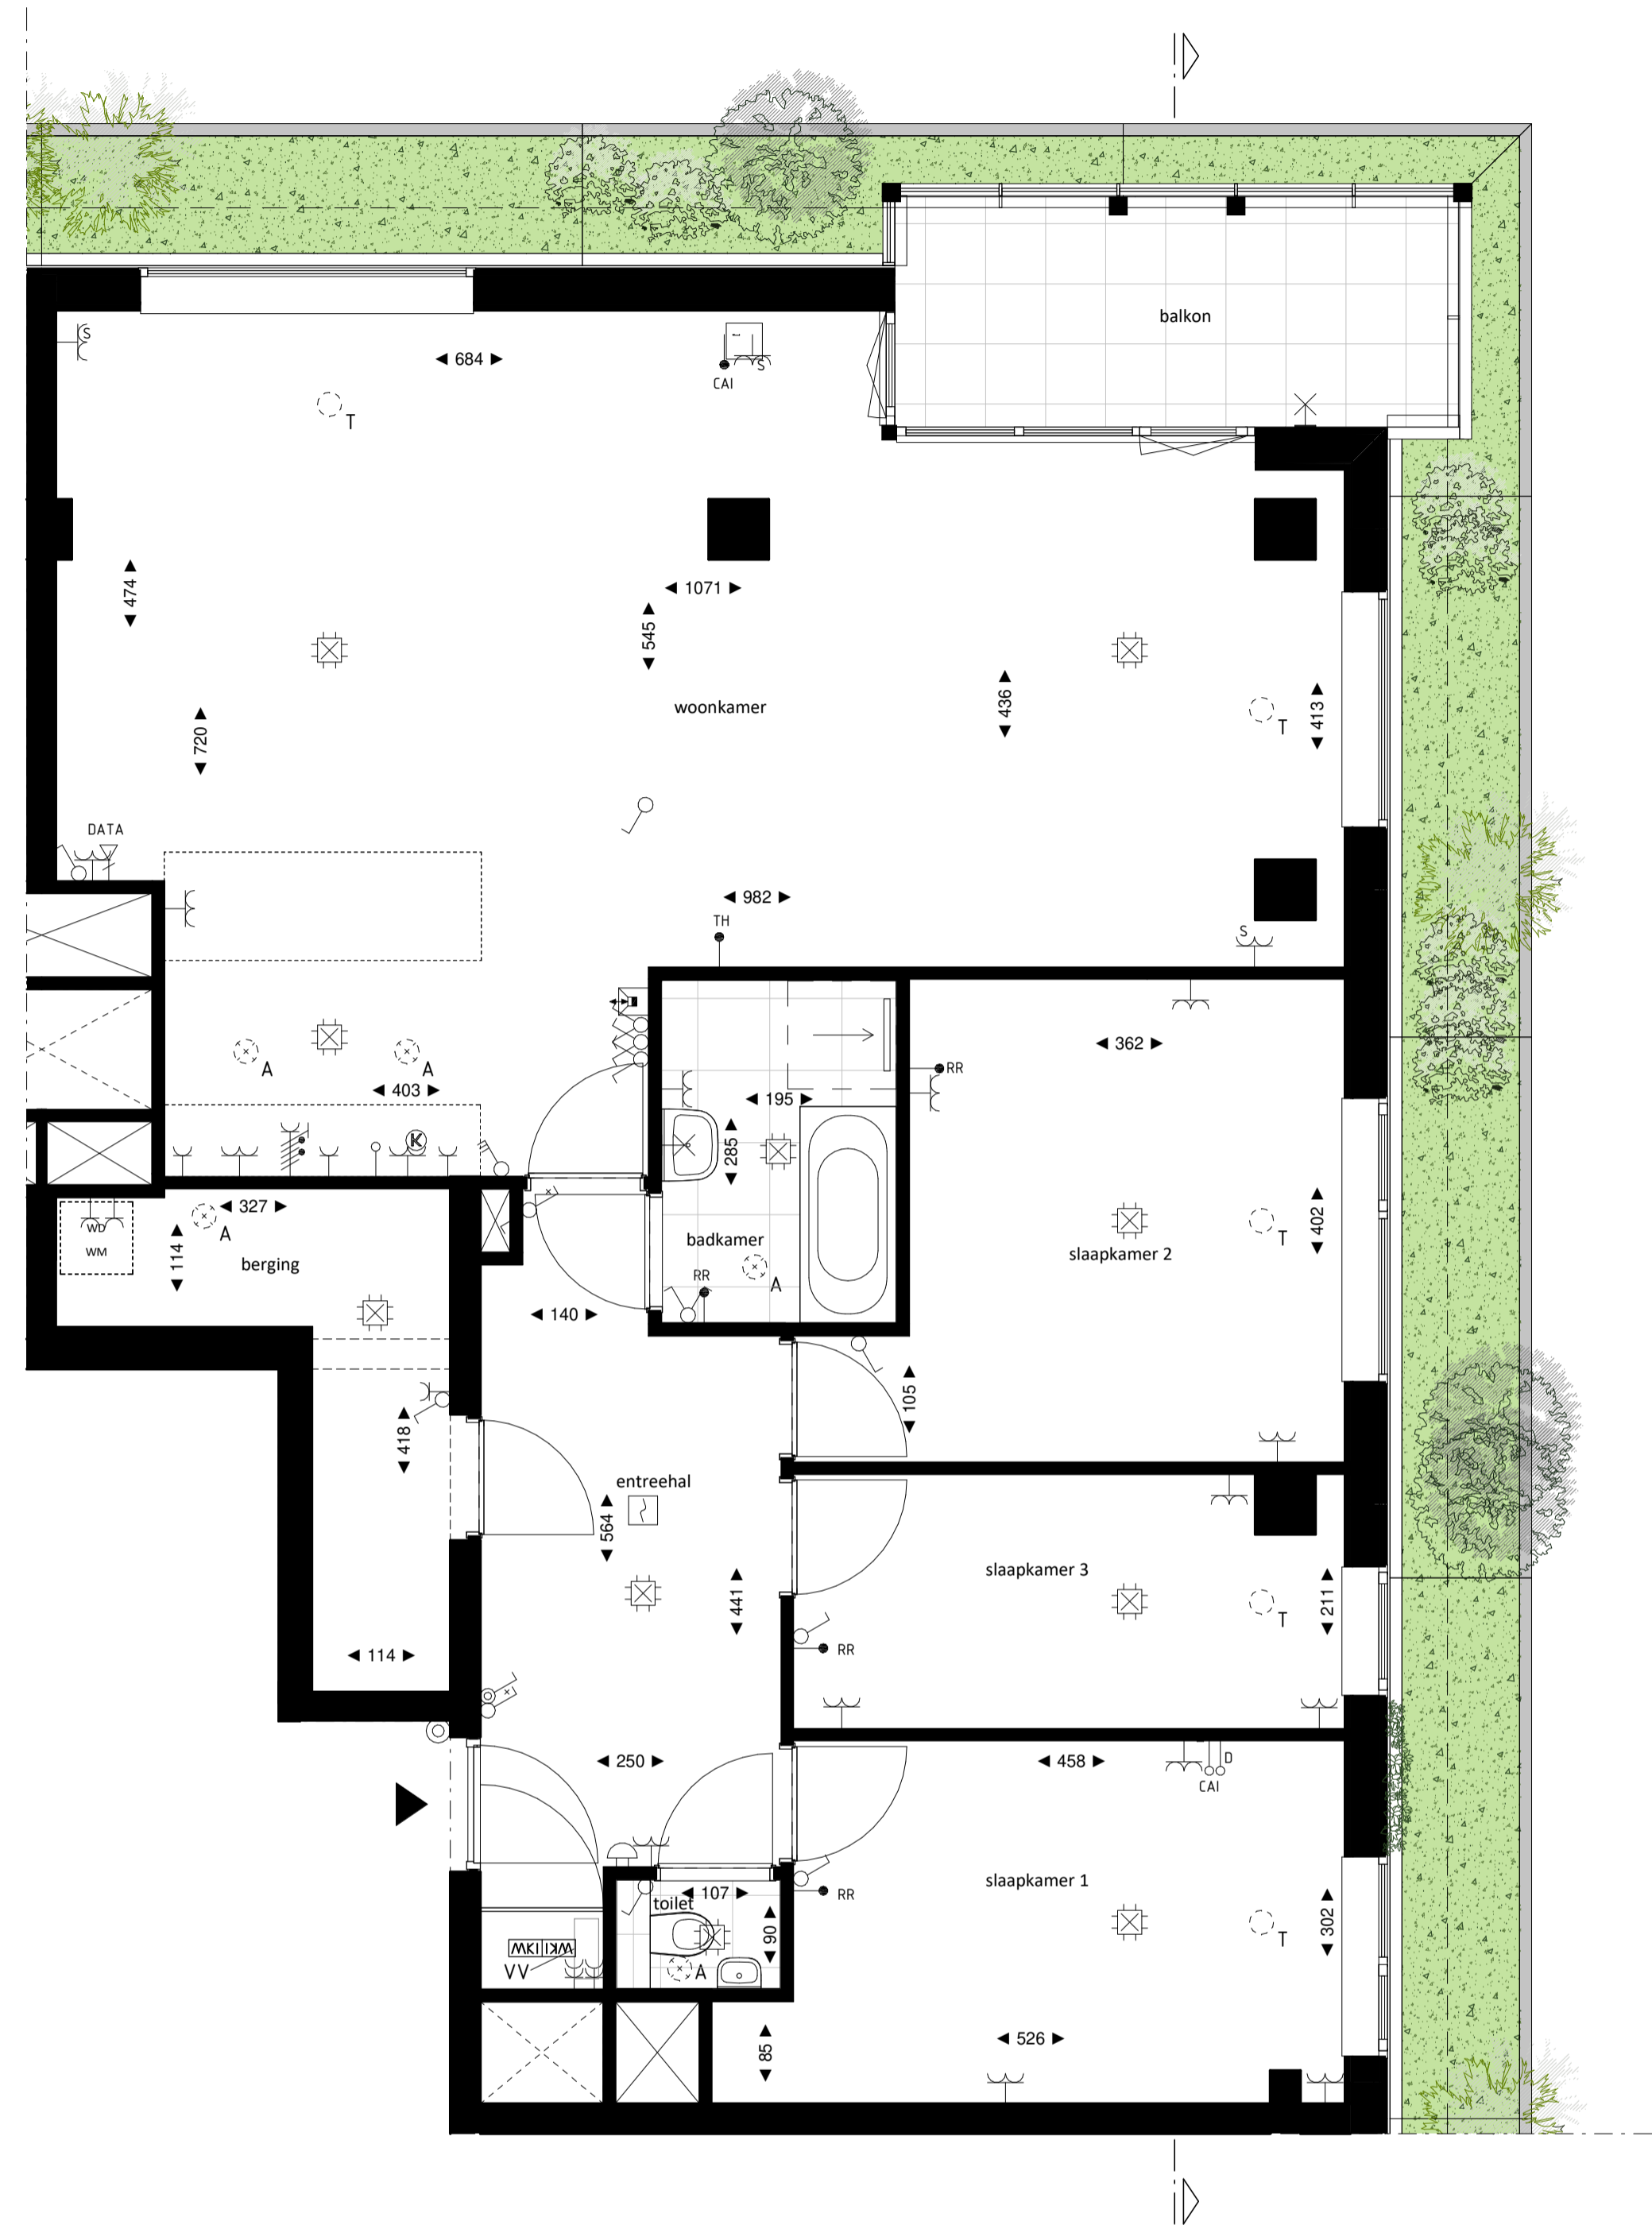 balkon
S
684
S
CAI
T
474
1071
545
woonkamer
436
413
T
720
DATA
982
TH
S
A
A
403
362
RR
195
285
K
WD
WM
327
A
114
berging
badkamer
RR
A
140
slaapkamer 2
T
402
105
418
entreehal
564
441
slaapkamer 3
T
211
RR
114
250
458
D
CAI
toilet
107
90
A
RR
slaapkamer 1
T
302
WKI
WKI
VV
85
526